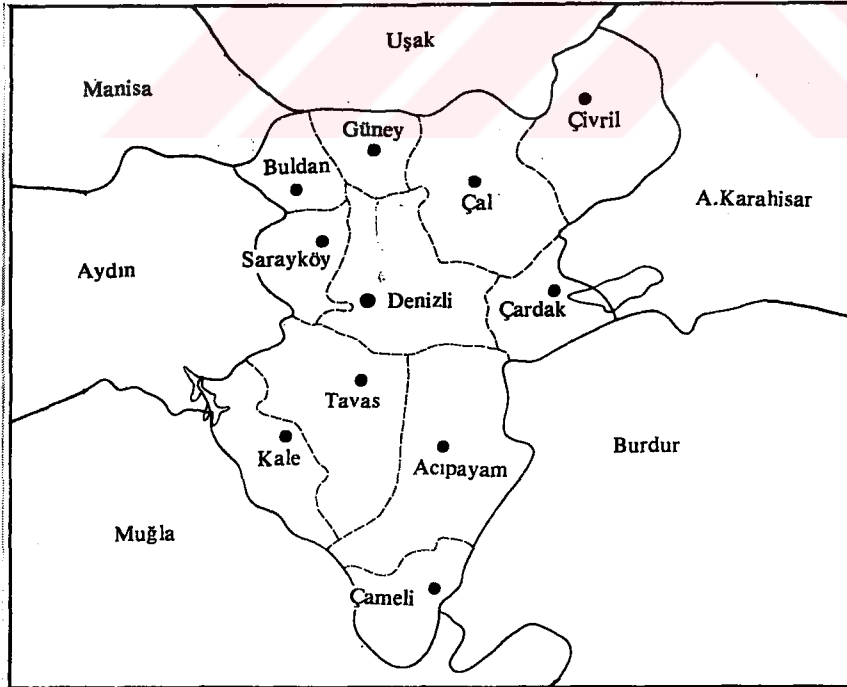 Uşak
Manisa
Çivril
Güney
Buldan
Çal
A.Karahisar
Sarayköy
Aydın
Denizli
Çardak
Tavas
Kale
Acıpayam
Burdur
Muğla
Çameli